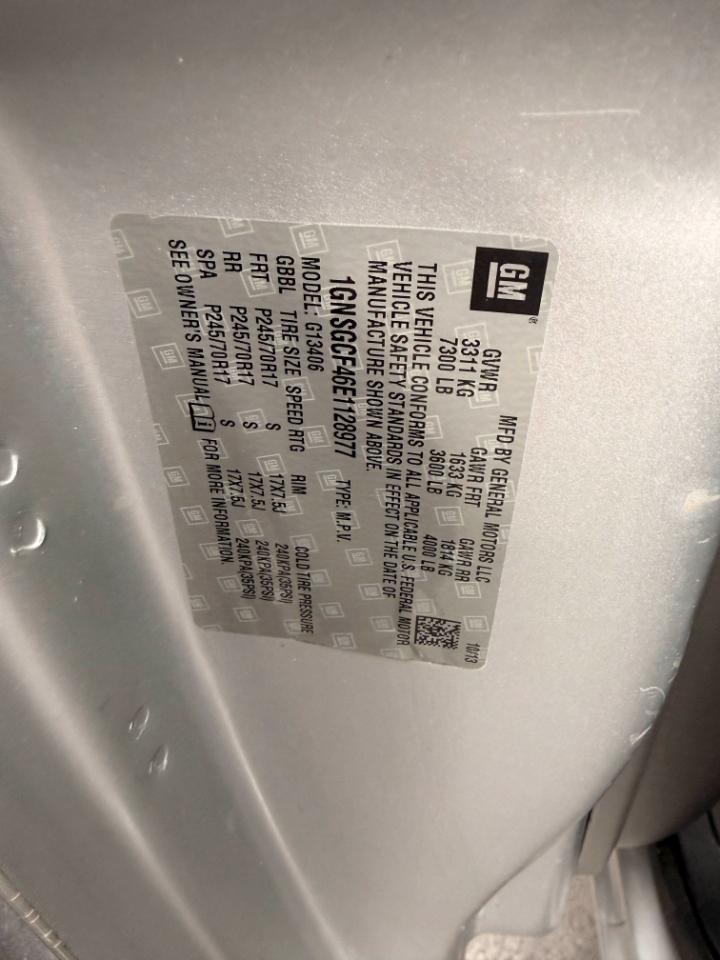 GM®
MFD BY GENERAL MOTORS LLC 10/13
GVWR GAWR FRT GAWR RR
3311 KG 1633 KG 1814 KG
7300 LB 3600 LB 4000 LB
THIS VEHICLE CONFORMS TO ALL APPLICABLE U.S. FEDERAL MOTOR
VEHICLE SAFETY STANDARDS IN EFFECT ON THE DATE OF
MANUFACTURE SHOWN ABOVE.
1GNSGCF46E1128977 TYPE: M.P.V.
MODEL: G13406
GBBL TIRE SIZE SPEED RTG RIM COLD TIRE PRESSURE
FRT P245/70R17 S 17X7.5J 240KPA(35PSI)
RR P245/70R17 S 17X7.5J 240KPA(35PSI)
SPA P245/70R17 S 17X7.5J 240KPA(35PSI)
SEE OWNER'S MANUAL i FOR MORE INFORMATION.